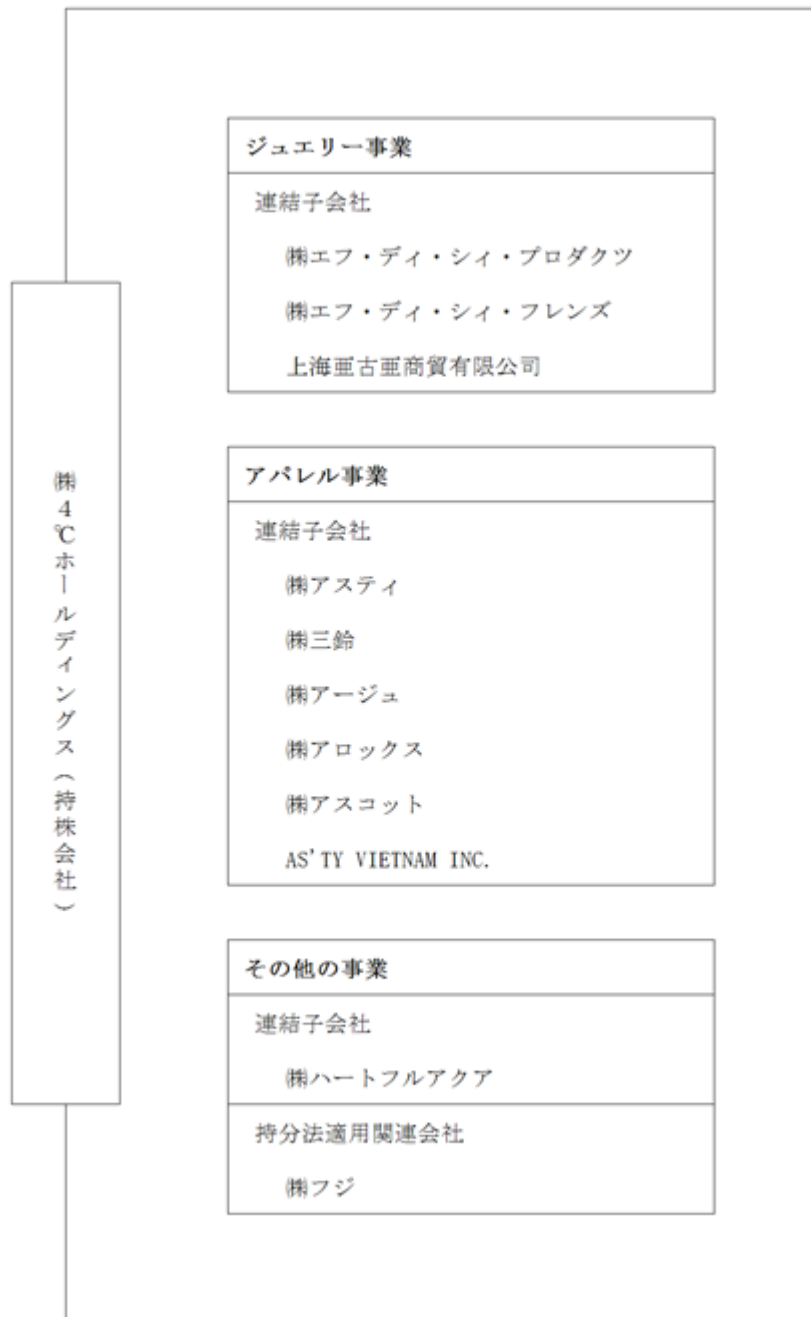 ㈱4℃ホールディングス(持株会社)
ジュエリー事業
連結子会社
㈱エフ・ディ・シィ・プロダクツ
㈱エフ・ディ・シィ・フレンズ
上海亜古亜商貿有限公司
アパレル事業
連結子会社
㈱アスティ
㈱三鈴
㈱アージュ
㈱アロックス
㈱アスコット
AS'TY VIETNAM INC.
その他の事業
連結子会社
㈱ハートフルアクア
持分法適用関連会社
㈱フジ